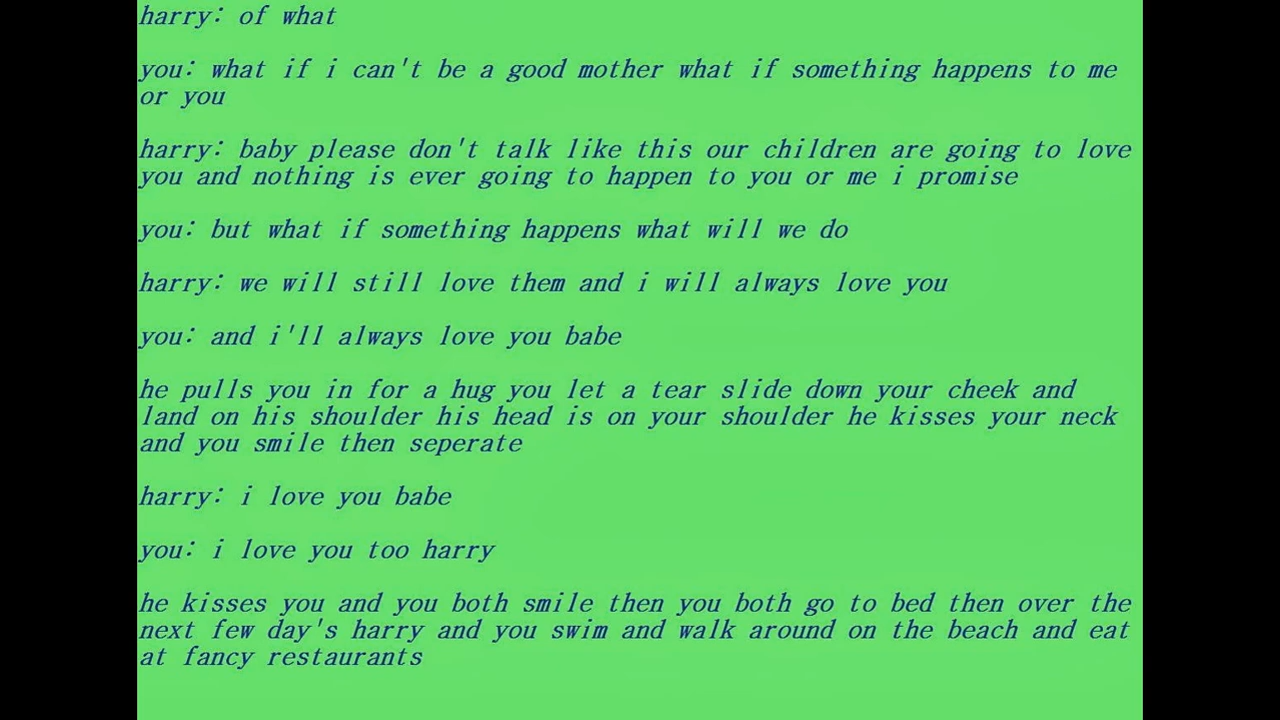 harry: of what
you: what if i can't be a good mother what if something happens to me
or you
harry: baby please don't talk like this our children are going to love
you and nothing is ever going to happen to you or me i promise
you: but what if something happens what will we do
harry: we will still love them and i will always love you
you: and i'll always love you babe
he pulls you in for a hug you let a tear slide down your cheek and
land on his shoulder his head is on your shoulder he kisses your neck
and you smile then seperate
harry: i love you babe
you: i love you too harry
he kisses you and you both smile then you both go to bed then over the
next few day's harry and you swim and walk around on the beach and eat
at fancy restaurants